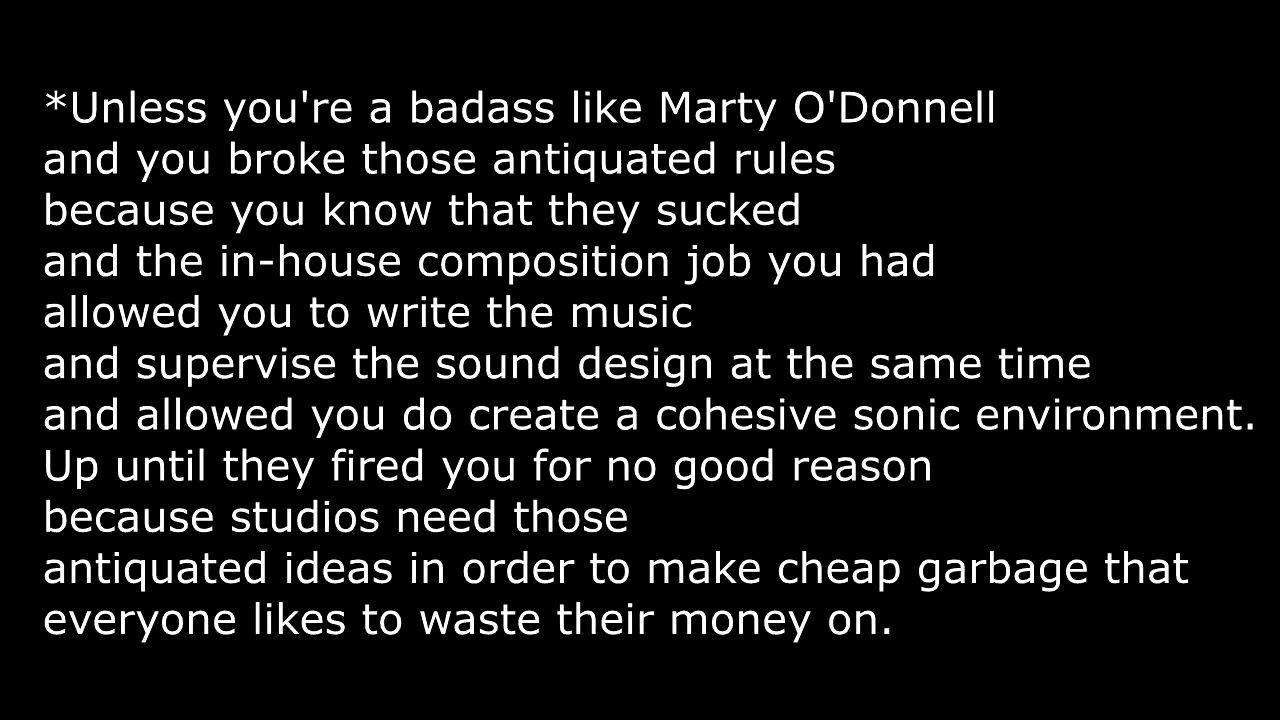 *Unless you're a badass like Marty O'Donnell
and you broke those antiquated rules
because you know that they sucked
and the in-house composition job you had
allowed you to write the music
and supervise the sound design at the same time
and allowed you do create a cohesive sonic environment.
Up until they fired you for no good reason
because studios need those
antiquated ideas in order to make cheap garbage that
everyone likes to waste their money on.